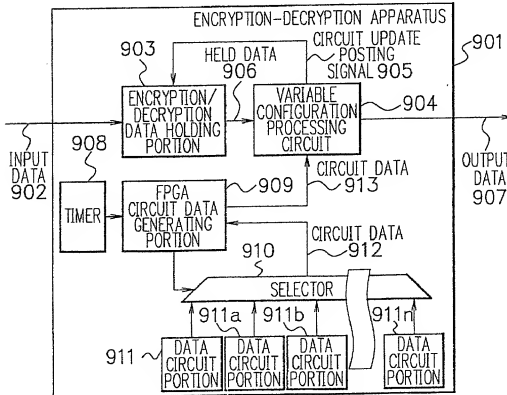 ENCRYPTION-DECRYPTION APPARATUS
903
HELD DATA
906
CIRCUIT UPDATE
POSTING
SIGNAL 905
901
ENCRYPTION/
DECRYPTION
DATA HOLDING
PORTION
VARIABLE
CONFIGURATION
PROCESSING
CIRCUIT
904
INPUT
DATA
902
908
909
CIRCUIT DATA
913
OUTPUT
DATA
907
TIMER
FPGA
CIRCUIT DATA
GENERATING
PORTION
910
CIRCUIT DATA
912
SELECTOR
911a
911b
911n
911
DATA
CIRCUIT
PORTION
DATA
CIRCUIT
PORTION
DATA
CIRCUIT
PORTION
DATA
CIRCUIT
PORTION